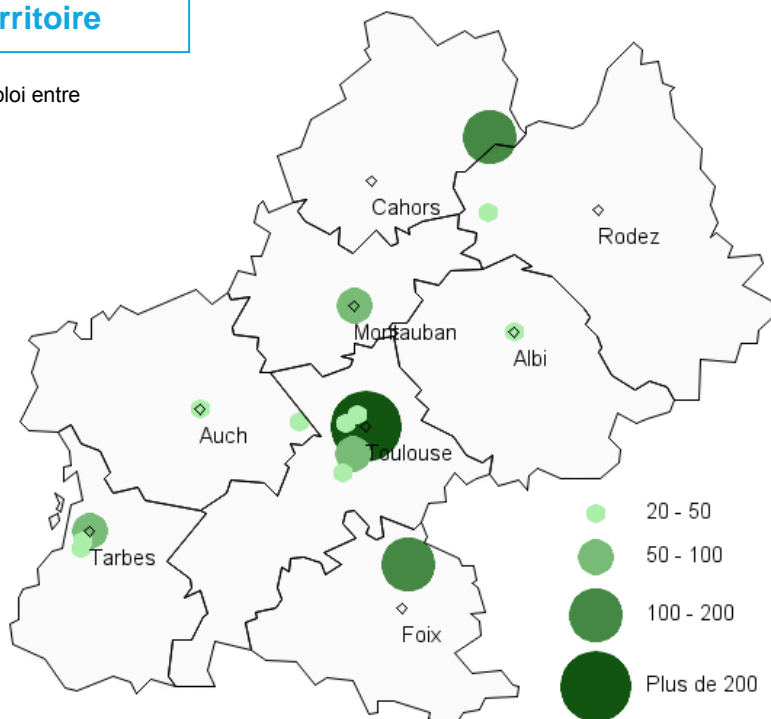 rritoire
loi entre
Cahors
Rodez
Montauban
Albi
Auch
Toulouse
Tarbes
Foix
20 - 50
50 - 100
100 - 200
Plus de 200